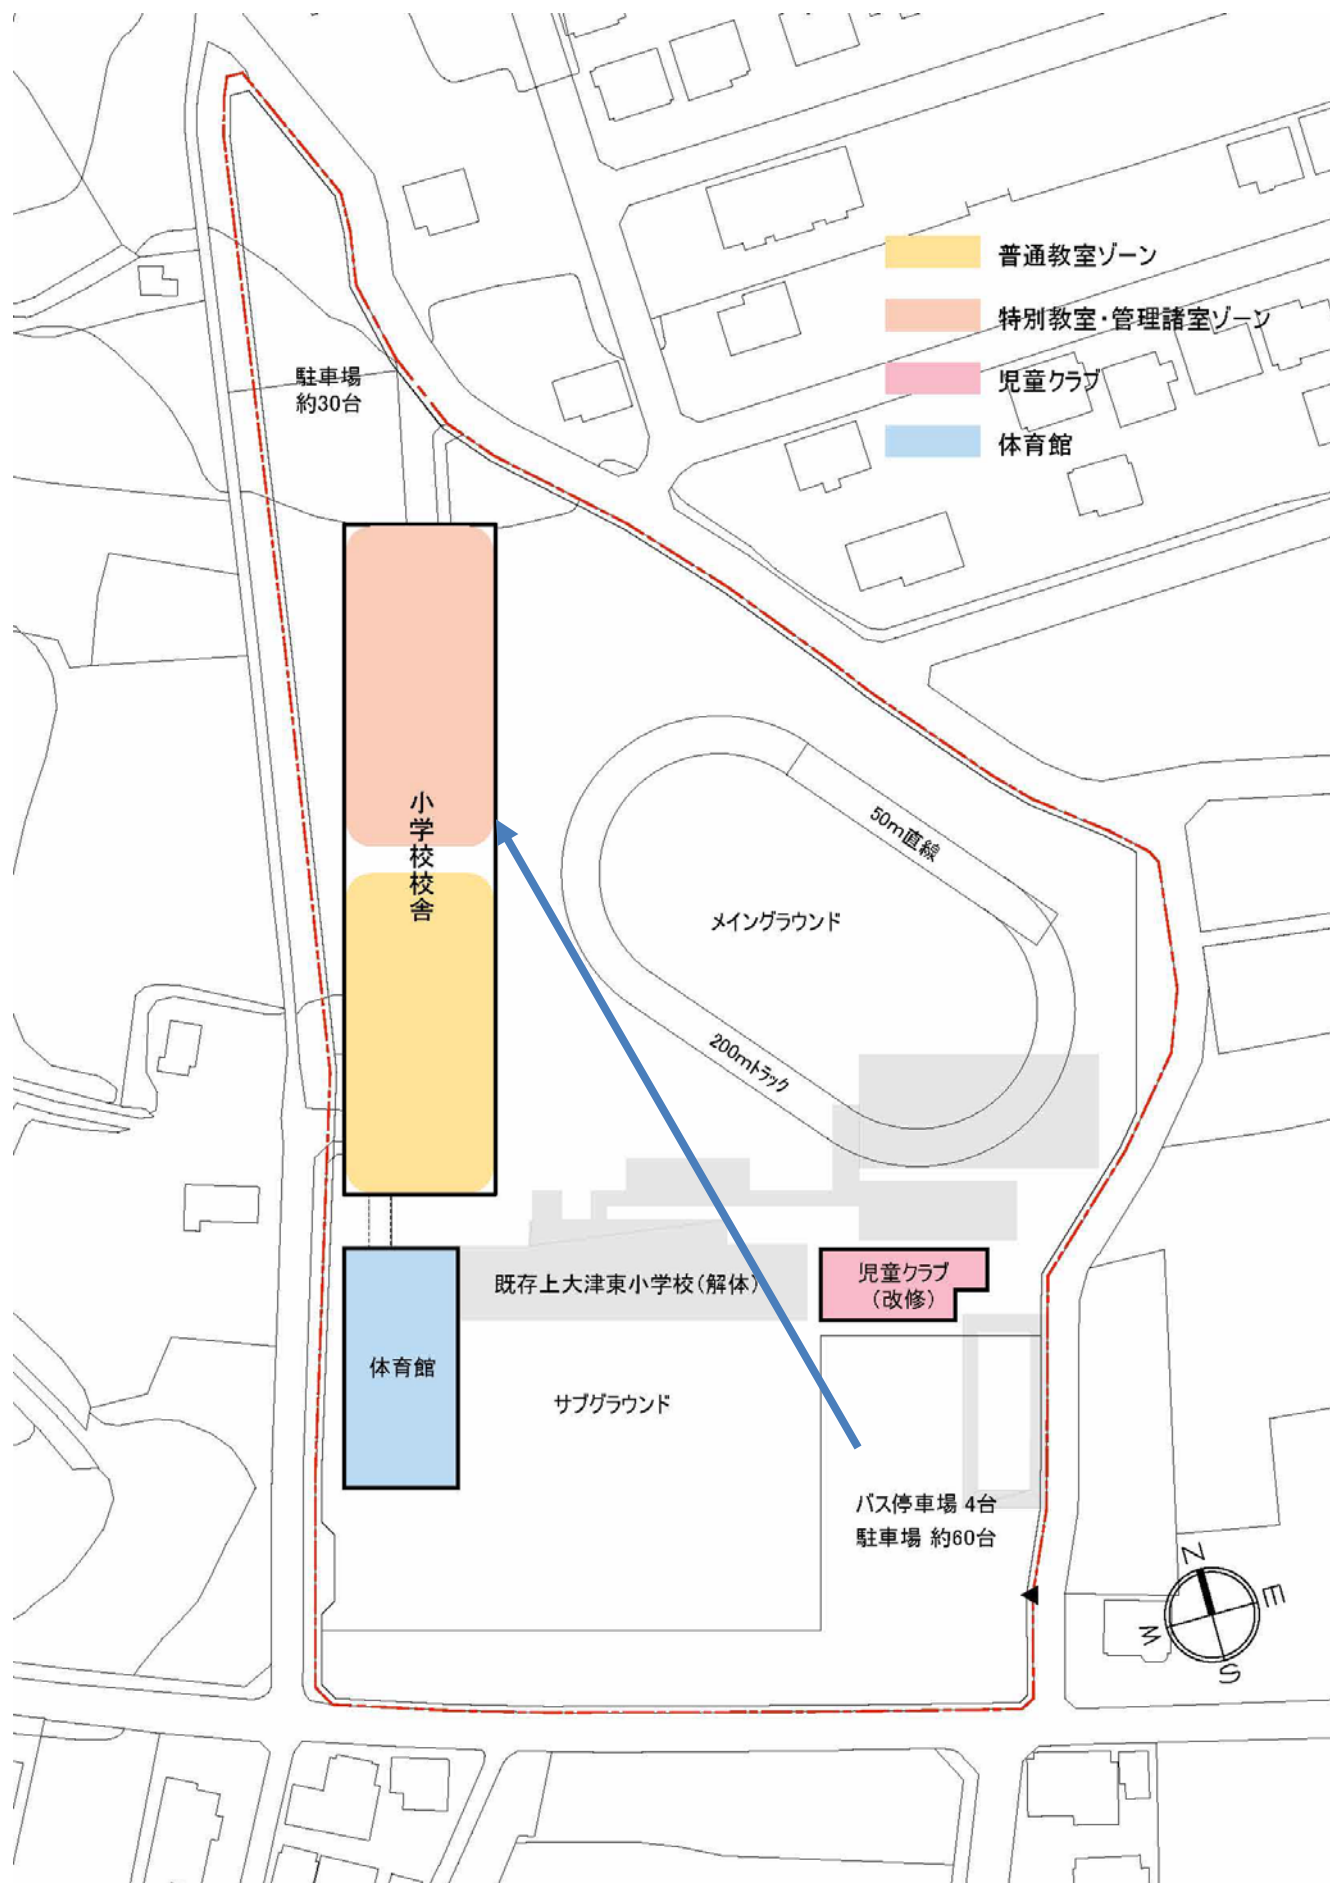 普通教室ゾーン
特別教室・管理諸室ゾーン
児童クラブ
体育館
駐車場
約30台
小学校校舎
50m直線
メイングラウンド
200mトラック
既存上大津東小学校(解体)
児童クラブ
(改修)
体育館
サブグラウンド
バス停車場 4台
駐車場 約60台
N
E
W
S